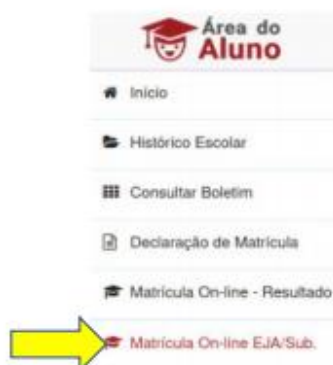 Área do
Aluno
Início
Histórico Escolar
Consultar Boletim
Declaração de Matrícula
Matrícula On-line - Resultado
Matrícula On-line EJA/Sub.